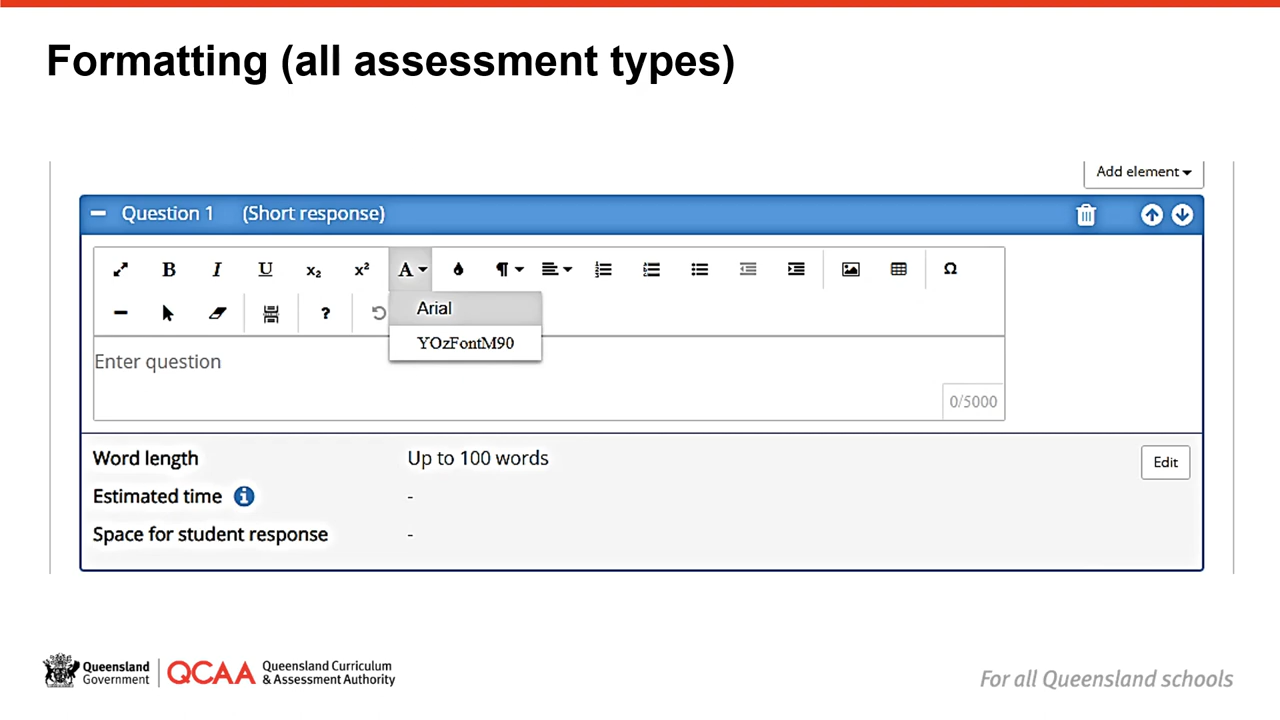 Formatting (all assessment types)
Add element
Question 1 (Short response)
B I U x₂ x² A ¶ Ω
?
Arial
YOzFontM90
Enter question
0/5000
Word length Up to 100 words Edit
Estimated time i -
Space for student response -
Queensland Government
QCAA Queensland Curriculum & Assessment Authority
For all Queensland schools